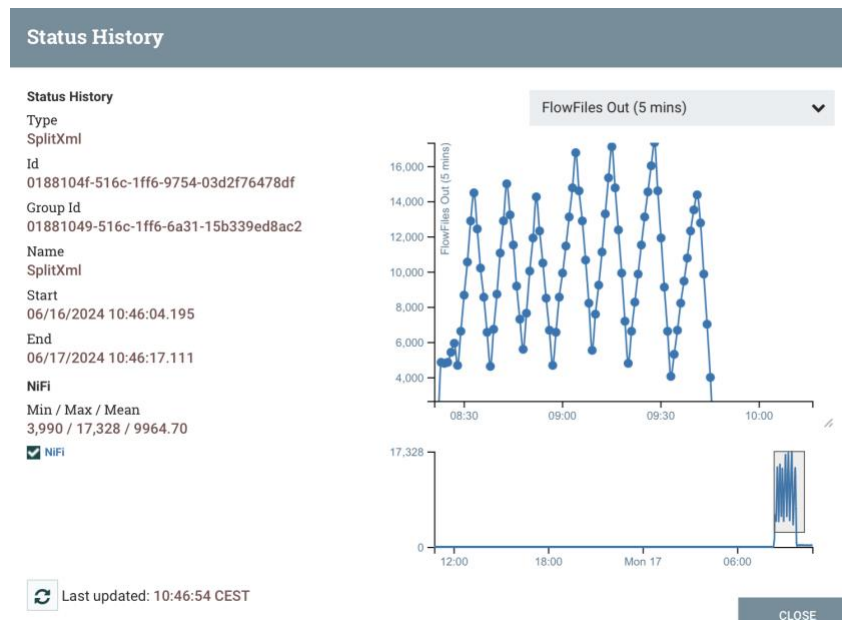 Status History
Status History
Type
SplitXml
Id
0188104f-516c-1ff6-9754-03d2f76478df
Group Id
01881049-516c-1ff6-6a31-15b339ed8ac2
Name
SplitXml
Start
06/16/2024 10:46:04.195
End
06/17/2024 10:46:17.111
NiFi
Min / Max / Mean
3,990 / 17,328 / 9964.70
NiFi
FlowFiles Out (5 mins)
FlowFiles Out (5 mins)
16,000
14,000
12,000
10,000
8,000
6,000
4,000
08:30 09:00 09:30 10:00
17,328
0
12:00 18:00 Mon 17 06:00
Last updated: 10:46:54 CEST
CLOSE